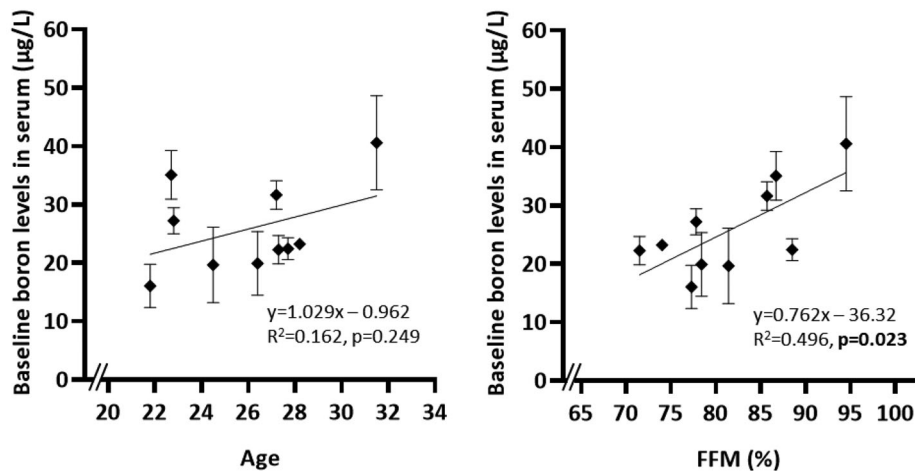 Baseline boron levels in serum (µg/L)
60
50
40
30
20
10
0
20 22 24 26 28 30 32 34
Age
y=1.029x – 0.962
R²=0.162, p=0.249
Baseline boron levels in serum (µg/L)
60
50
40
30
20
10
0
65 70 75 80 85 90 95 100
FFM (%)
y=0.762x – 36.32
R²=0.496, p=0.023